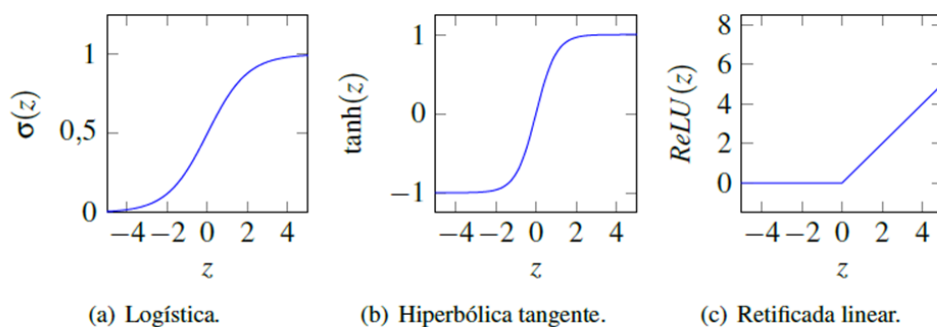 σ(z)
1
0,5
0
−4 −2 0 2 4
z
(a) Logística.
tanh(z)
1
0
−1
−4 −2 0 2 4
z
(b) Hiperbólica tangente.
ReLU(z)
8
6
4
2
0
−4 −2 0 2 4
z
(c) Retificada linear.